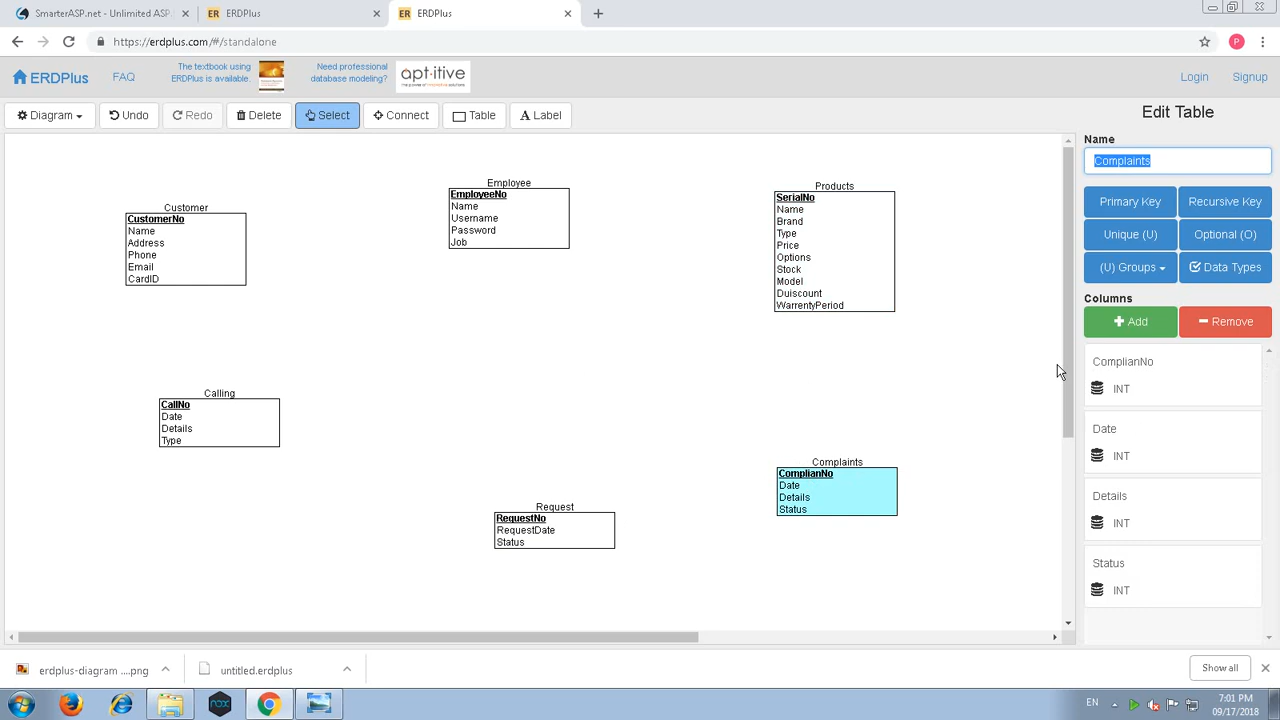 SmarterASP.net - Unlimited ASP.
ERDPlus
ERDPlus
https://erdplus.com/#/standalone
P
ERDPlus
FAQ
The textbook using
ERDPlus is available.
Need professional
database modeling?
apt·itive
Login
Signup
Diagram
Undo
Redo
Delete
Select
Connect
Table
A Label
Edit Table
Name
Complaints
Primary Key
Recursive Key
Unique (U)
Optional (O)
(U) Groups
Data Types
Columns
Add
Remove
ComplianNo
INT
Date
INT
Details
INT
Status
INT
Customer
CustomerNo
Name
Address
Phone
Email
CardID
Employee
EmployeeNo
Name
Username
Password
Job
Products
SerialNo
Name
Brand
Type
Price
Options
Stock
Model
Duiscount
WarrentyPeriod
Calling
CallNo
Date
Details
Type
Request
RequestNo
RequestDate
Status
Complaints
ComplianNo
Date
Details
Status
erdplus-diagram ....png
untitled.erdplus
Show all
nox
EN
7:01 PM
09/17/2018